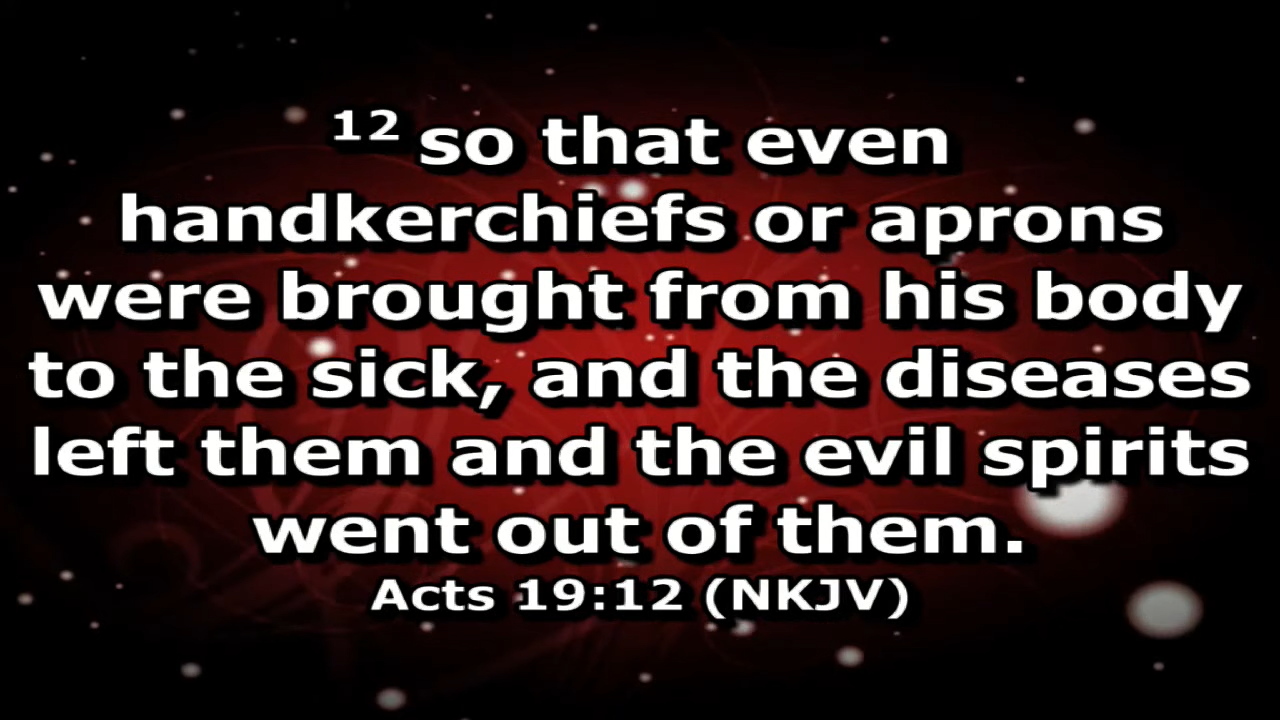 12 so that even
handkerchiefs or aprons
were brought from his body
to the sick, and the diseases
left them and the evil spirits
went out of them.
Acts 19:12 (NKJV)